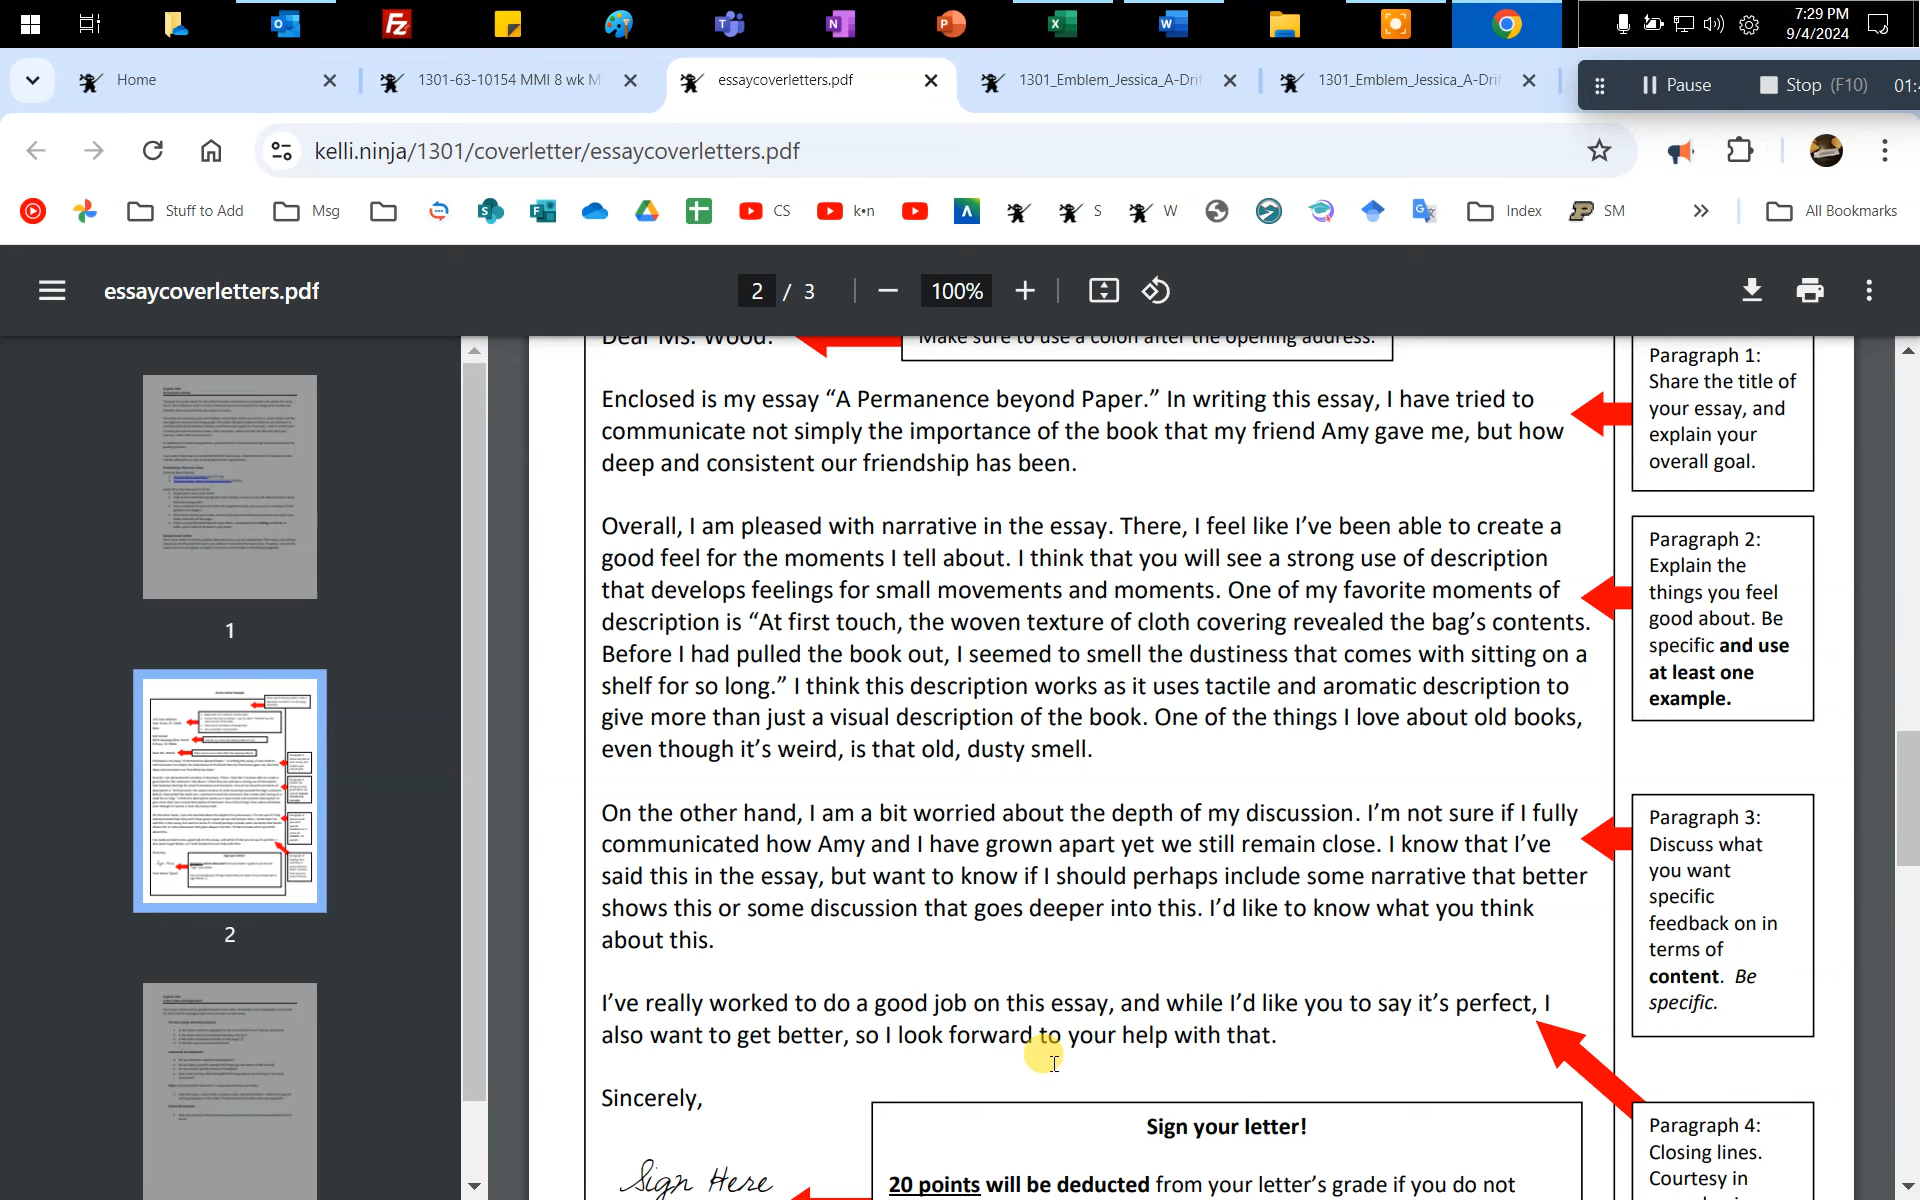 7:29 PM
9/4/2024
Home
1301-63-10154 MMI 8 wk M
essaycoverletters.pdf
1301_Emblem_Jessica_A-Drif
1301_Emblem_Jessica_A-Drif
Pause
Stop (F10)
01:
kelli.ninja/1301/coverletter/essaycoverletters.pdf
Stuff to Add
Msg
CS
k•n
S
W
Index
SM
All Bookmarks
essaycoverletters.pdf
2 / 3
100%
1
2
Dear Ms. Wood:
Make sure to use a colon after the opening address.
Enclosed is my essay “A Permanence beyond Paper.” In writing this essay, I have tried to
communicate not simply the importance of the book that my friend Amy gave me, but how
deep and consistent our friendship has been.
Paragraph 1:
Share the title of
your essay, and
explain your
overall goal.
Overall, I am pleased with narrative in the essay. There, I feel like I’ve been able to create a
good feel for the moments I tell about. I think that you will see a strong use of description
that develops feelings for small movements and moments. One of my favorite moments of
description is “At first touch, the woven texture of cloth covering revealed the bag’s contents.
Before I had pulled the book out, I seemed to smell the dustiness that comes with sitting on a
shelf for so long.” I think this description works as it uses tactile and aromatic description to
give more than just a visual description of the book. One of the things I love about old books,
even though it’s weird, is that old, dusty smell.
Paragraph 2:
Explain the
things you feel
good about. Be
specific and use
at least one
example.
On the other hand, I am a bit worried about the depth of my discussion. I’m not sure if I fully
communicated how Amy and I have grown apart yet we still remain close. I know that I’ve
said this in the essay, but want to know if I should perhaps include some narrative that better
shows this or some discussion that goes deeper into this. I’d like to know what you think
about this.
Paragraph 3:
Discuss what
you want
specific
feedback on in
terms of
content. Be
specific.
I’ve really worked to do a good job on this essay, and while I’d like you to say it’s perfect, I
also want to get better, so I look forward to your help with that.
Sincerely,
Sign Here
Sign your letter!
20 points will be deducted from your letter’s grade if you do not
Paragraph 4:
Closing lines.
Courtesy in